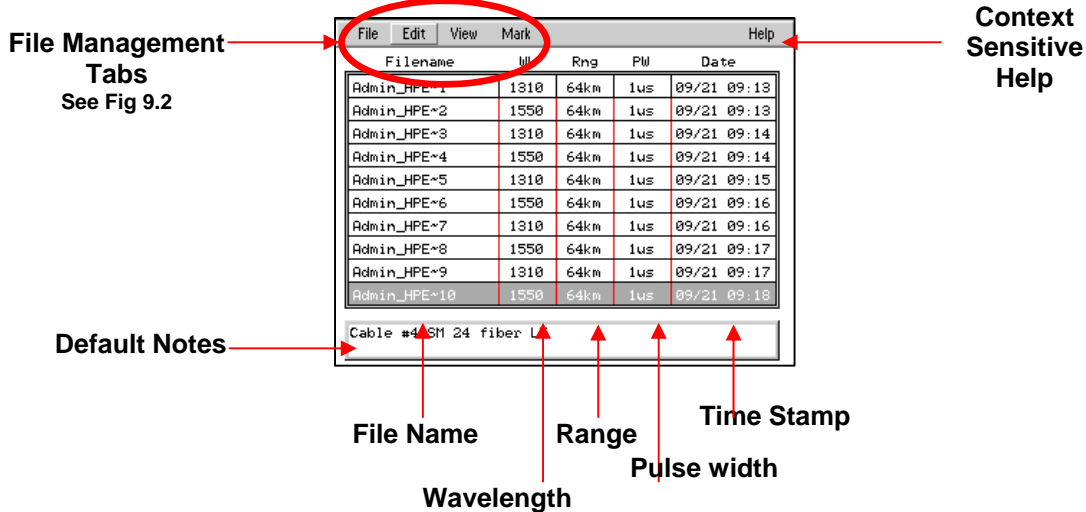 File Management
Tabs
See Fig 9.2
Context
Sensitive
Help
File Edit View Mark Help
Filename Wl Rng PW Date
Admin_HPE~1 1310 64km 1us 09/21 09:13
Admin_HPE~2 1550 64km 1us 09/21 09:13
Admin_HPE~3 1310 64km 1us 09/21 09:14
Admin_HPE~4 1550 64km 1us 09/21 09:14
Admin_HPE~5 1310 64km 1us 09/21 09:15
Admin_HPE~6 1550 64km 1us 09/21 09:16
Admin_HPE~7 1310 64km 1us 09/21 09:16
Admin_HPE~8 1550 64km 1us 09/21 09:17
Admin_HPE~9 1310 64km 1us 09/21 09:17
Admin_HPE~10 1550 64km 1us 09/21 09:18
Cable #4 SM 24 fiber
Default Notes
File Name
Wavelength
Range
Pulse width
Time Stamp